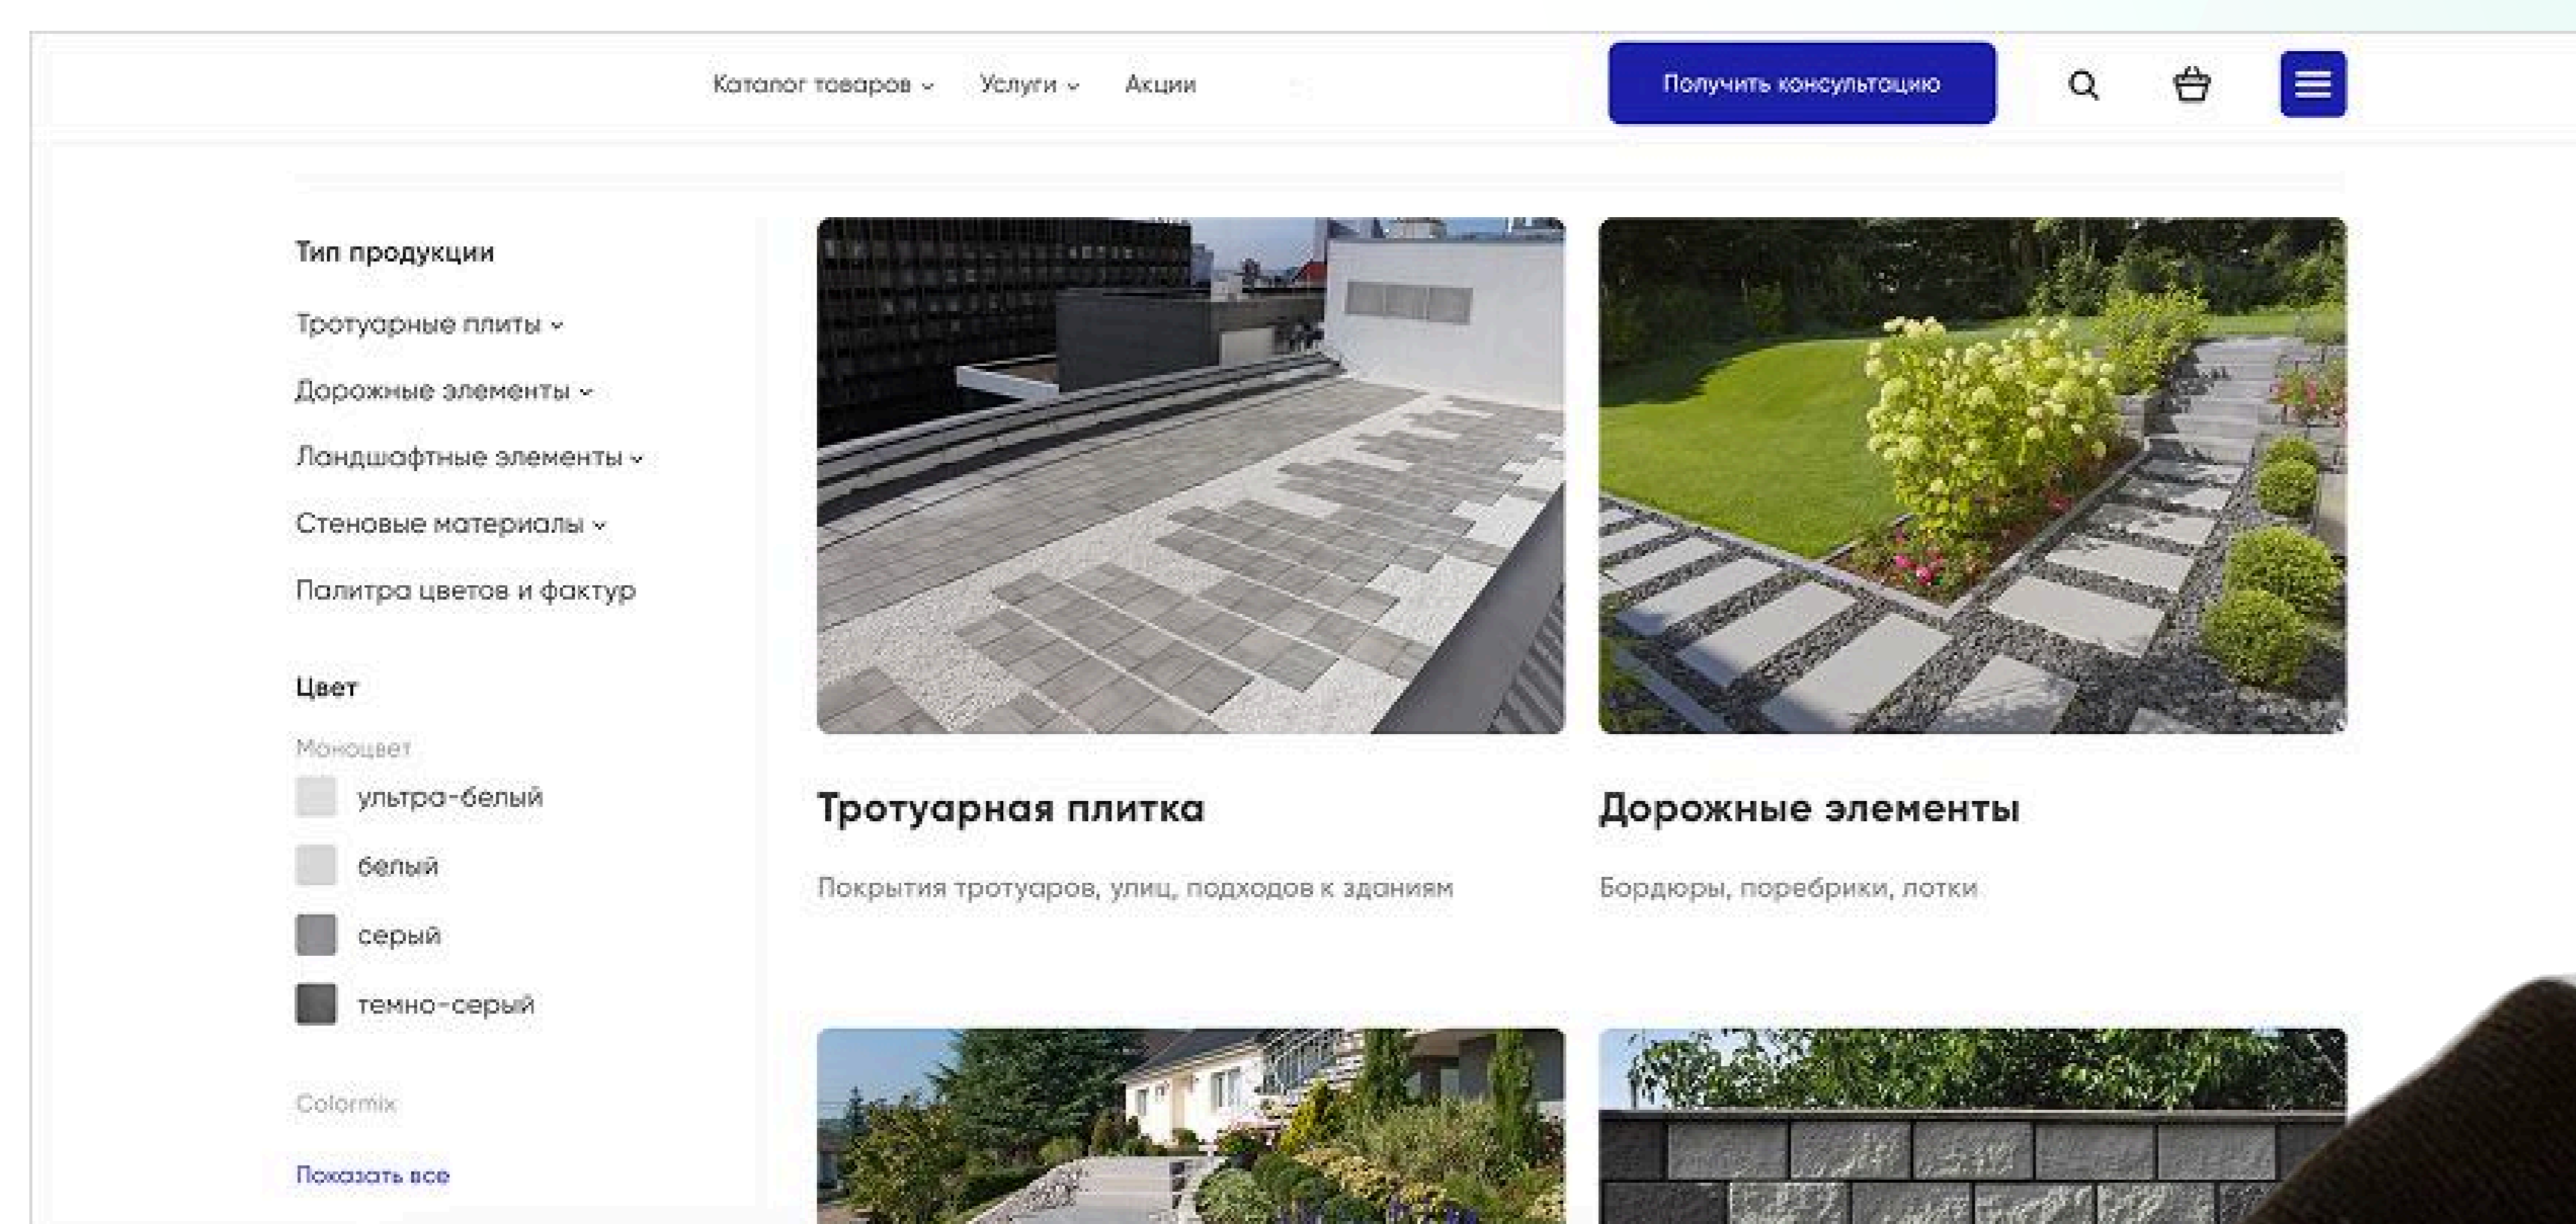 Каталог товаров
Услуги
Акции
Получить консультацию
Тип продукции
Тротуарные плиты
Дорожные элементы
Ландшафтные элементы
Стеновые материалы
Палитра цветов и фактур
Цвет
Моноцвет
ультра-белый
белый
серый
темно-серый
Colormix
Показать все
Тротуарная плитка
Покрытия тротуаров, улиц, подходов к зданиям
Дорожные элементы
Бордюры, поребрики, лотки